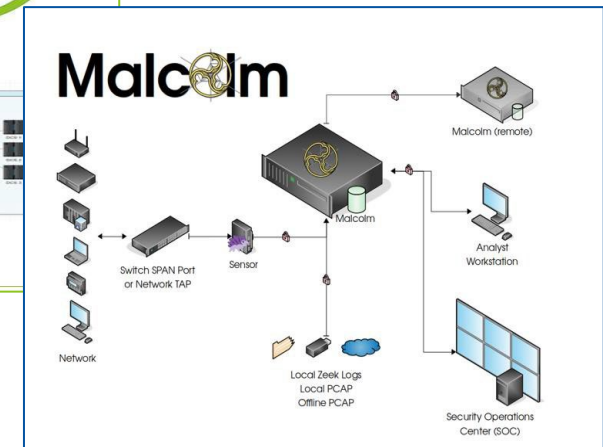 Malcolm
Malcolm (remote)
Malcolm
Analyst
Workstation
Switch SPAN Port
or Network TAP
Sensor
Network
Local Zeek Logs
Local PCAP
Offline PCAP
Security Operations
Center (SOC)